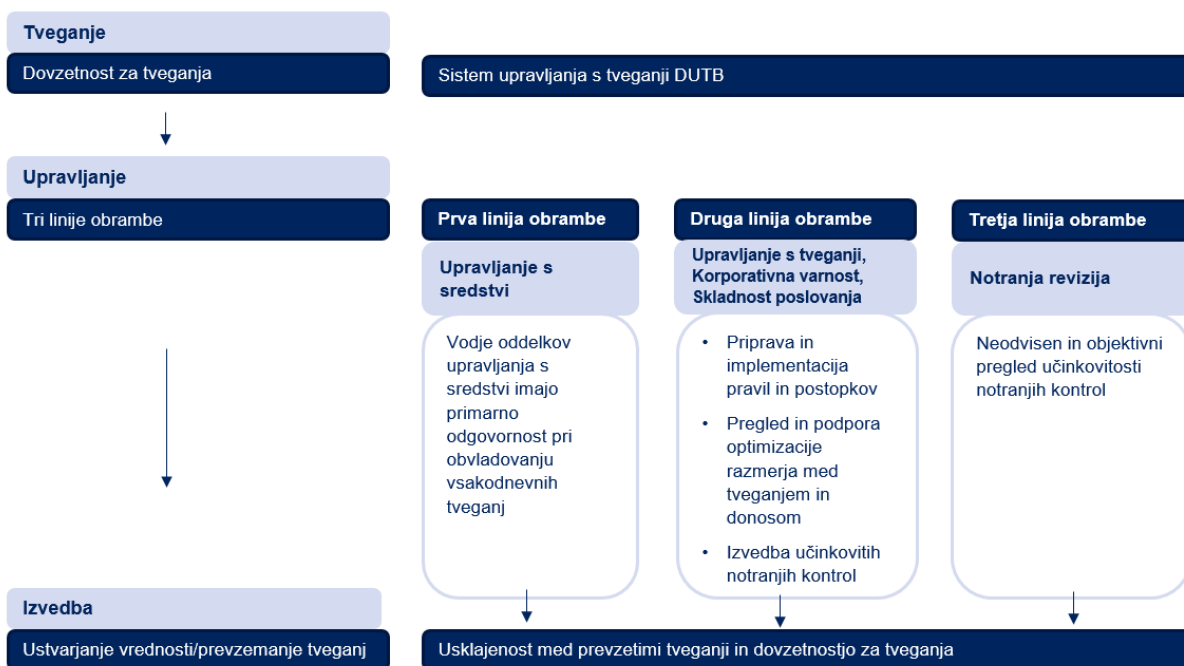 Tveganje
Dovzetnost za tveganja
Sistem upravljanja s tveganji DUTB
Upravljanje
Tri linije obrambe
Prva linija obrambe
Upravljanje s
sredstvi
Vodje oddelkov
upravljanja s
sredstvi imajo
primarno
odgovornost pri
obvladovanju
vsakodnevnih
tveganj
Druga linija obrambe
Upravljanje s tveganji,
Korporativna varnost,
Skladnost poslovanja
• Priprava in
implementacija
pravil in postopkov
• Pregled in podpora
optimizacije
razmerja med
tveganjem in
donosom
• Izvedba učinkovitih
notranjih kontrol
Tretja linija obrambe
Notranja revizija
Neodvisen in objektivni
pregled učinkovitosti
notranjih kontrol
Izvedba
Ustvarjanje vrednosti/prevzemanje tveganj
Usklajenost med prevzetimi tveganji in dovzetnostjo za tveganja